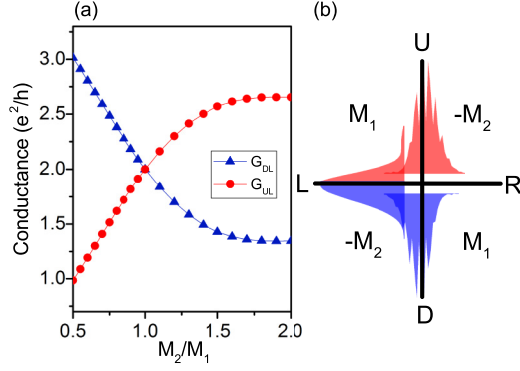 (a)
Conductance (e²/h)
3.0
2.5
2.0
1.5
1.0
G_DL
G_UL
0.5
1.0
1.5
2.0
M₂/M₁
(b)
U
M₁
-M₂
L
R
-M₂
M₁
D